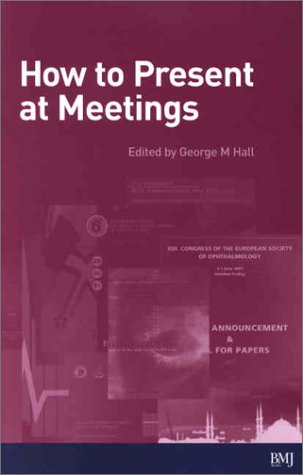 How to Present
at Meetings
Edited by George M Hall
XIII. CONGRESS OF THE EUROPEAN SOCIETY
OF OPHTHALMOLOGY
ANNOUNCEMENT
&
FOR PAPERS
BMJ